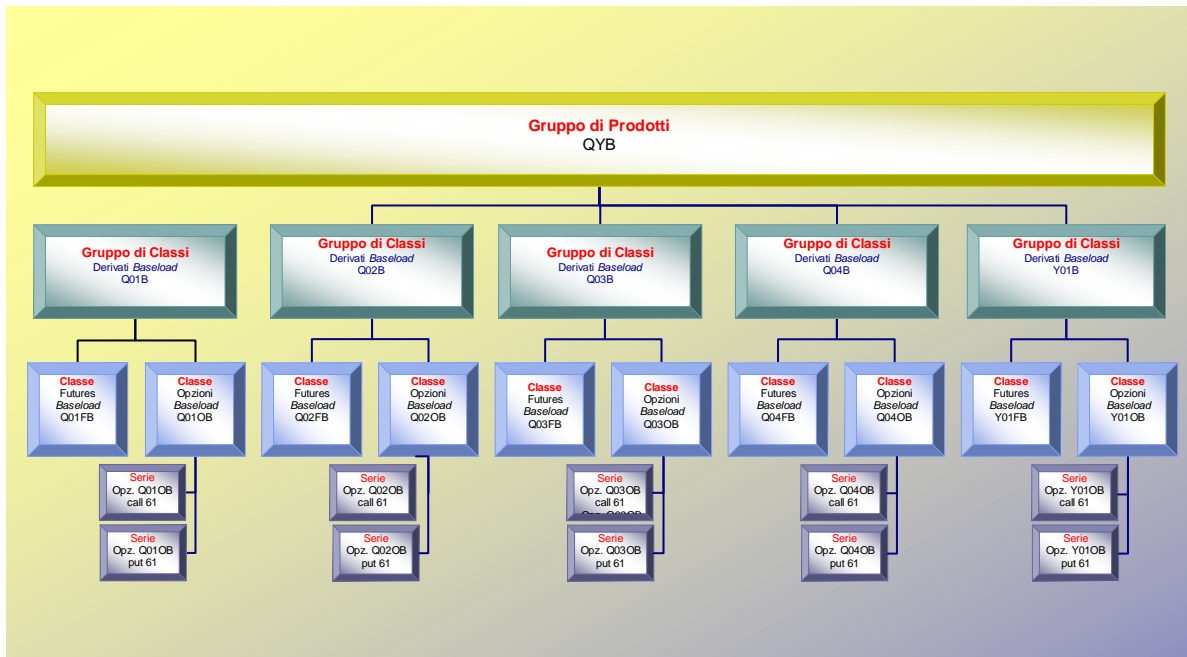 Gruppo di Prodotti
QYB
Gruppo di Classi
Derivati Baseload
Q01B
Gruppo di Classi
Derivati Baseload
Q02B
Gruppo di Classi
Derivati Baseload
Q03B
Gruppo di Classi
Derivati Baseload
Q04B
Gruppo di Classi
Derivati Baseload
Y01B
Classe
Futures
Baseload
Q01FB
Classe
Opzioni
Baseload
Q01OB
Classe
Futures
Baseload
Q02FB
Classe
Opzioni
Baseload
Q02OB
Classe
Futures
Baseload
Q03FB
Classe
Opzioni
Baseload
Q03OB
Classe
Futures
Baseload
Q04FB
Classe
Opzioni
Baseload
Q04OB
Classe
Futures
Baseload
Y01FB
Classe
Opzioni
Baseload
Y01OB
Serie
Opz. Q01OB
call 61
Serie
Opz. Q02OB
call 61
Serie
Opz. Q03OB
call 61
Serie
Opz. Q04OB
call 61
Serie
Opz. Y01OB
call 61
Serie
Opz. Q01OB
put 61
Serie
Opz. Q02OB
put 61
Serie
Opz. Q03OB
put 61
Serie
Opz. Q04OB
put 61
Serie
Opz. Y01OB
put 61